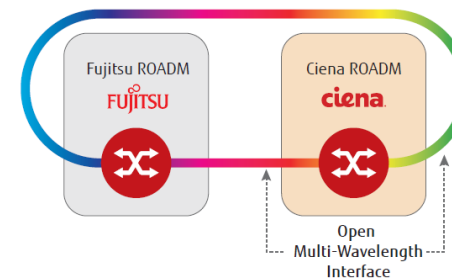 Fujitsu ROADM
FUJITSU
Ciena ROADM
ciena.
Open
Multi-Wavelength
Interface